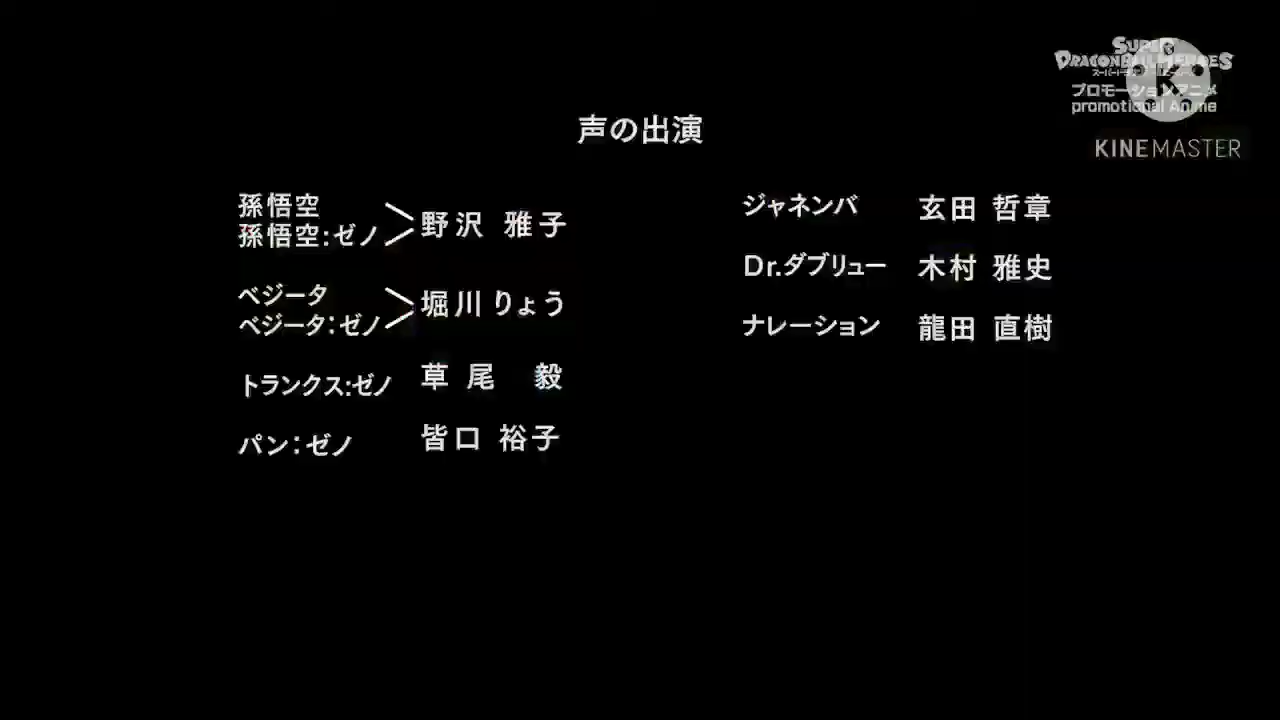 SUPER
DRAGONBALL HEROES
プロモーションアニメ
promotional Anime
KINEMASTER
声の出演
孫悟空
孫悟空:ゼノ
野沢 雅子
ベジータ
ベジータ:ゼノ
堀川 りょう
トランクス:ゼノ 草尾 毅
パン:ゼノ 皆口 裕子
ジャネンバ 玄田 哲章
Dr.ダブリュー 木村 雅史
ナレーション 龍田 直樹